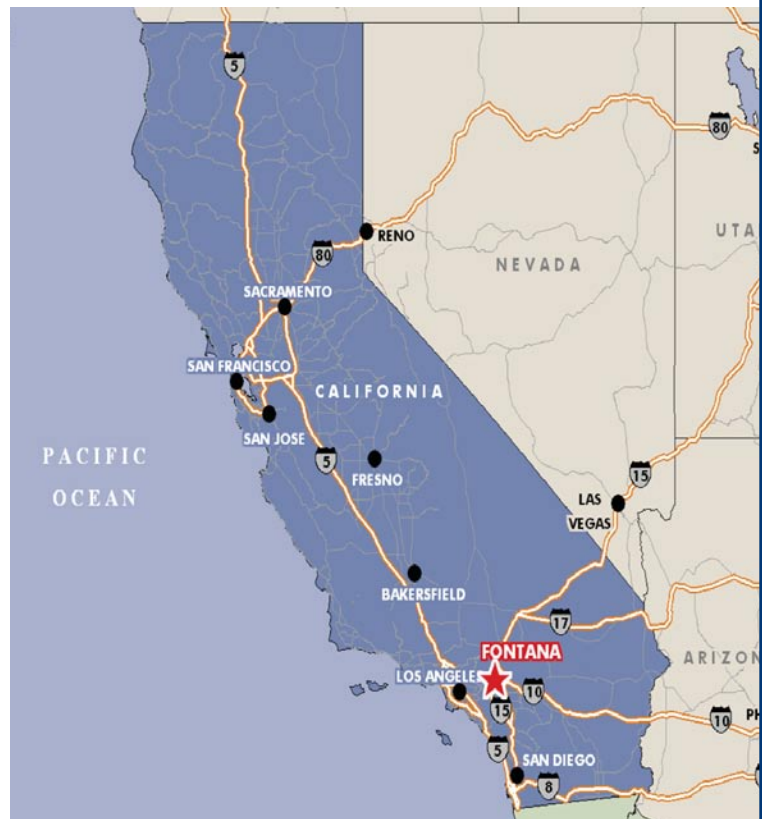 5
80
80
RENO
UTA
NEVADA
SACRAMENTO
SAN FRANCISCO
CALIFORNIA
SAN JOSE
PACIFIC
OCEAN
5
FRESNO
15
LAS
VEGAS
BAKERSFIELD
17
FONTANA
ARIZON
LOS ANGELE
10
15
10
PH
5
SAN DIEGO
8
S